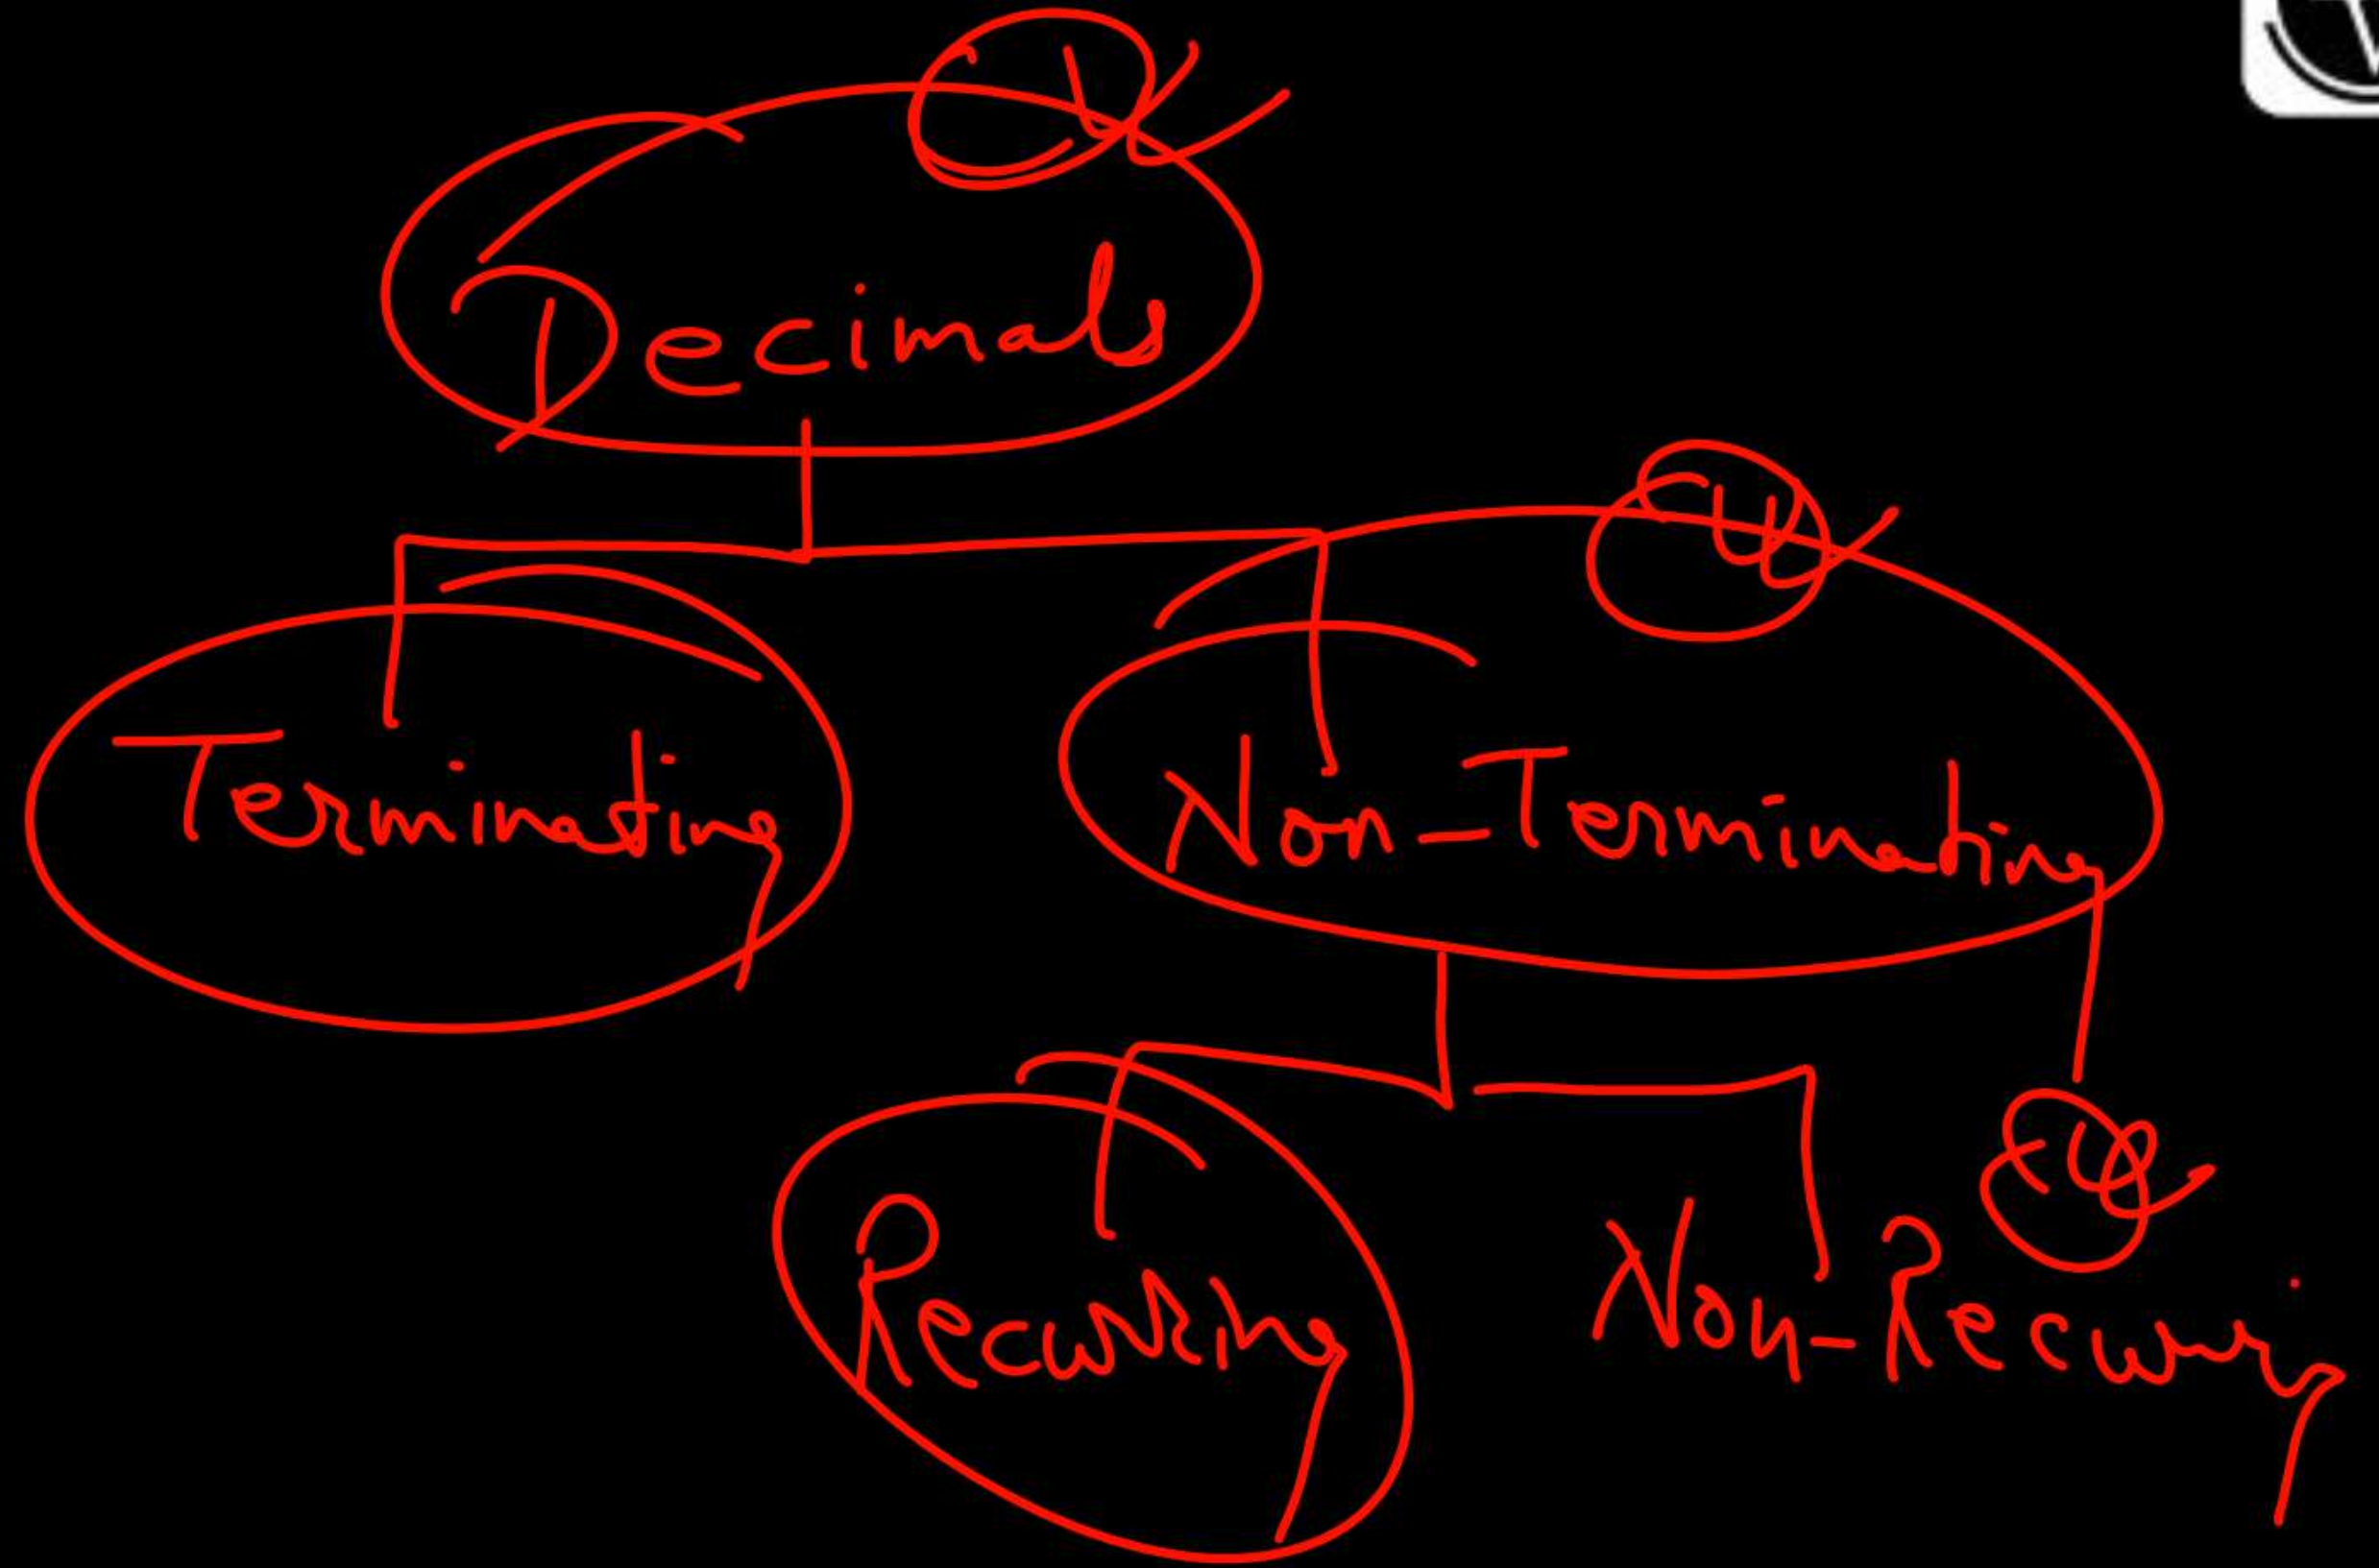 Decimals
Terminating
Non-Terminating
Recurring
Non-Recurring